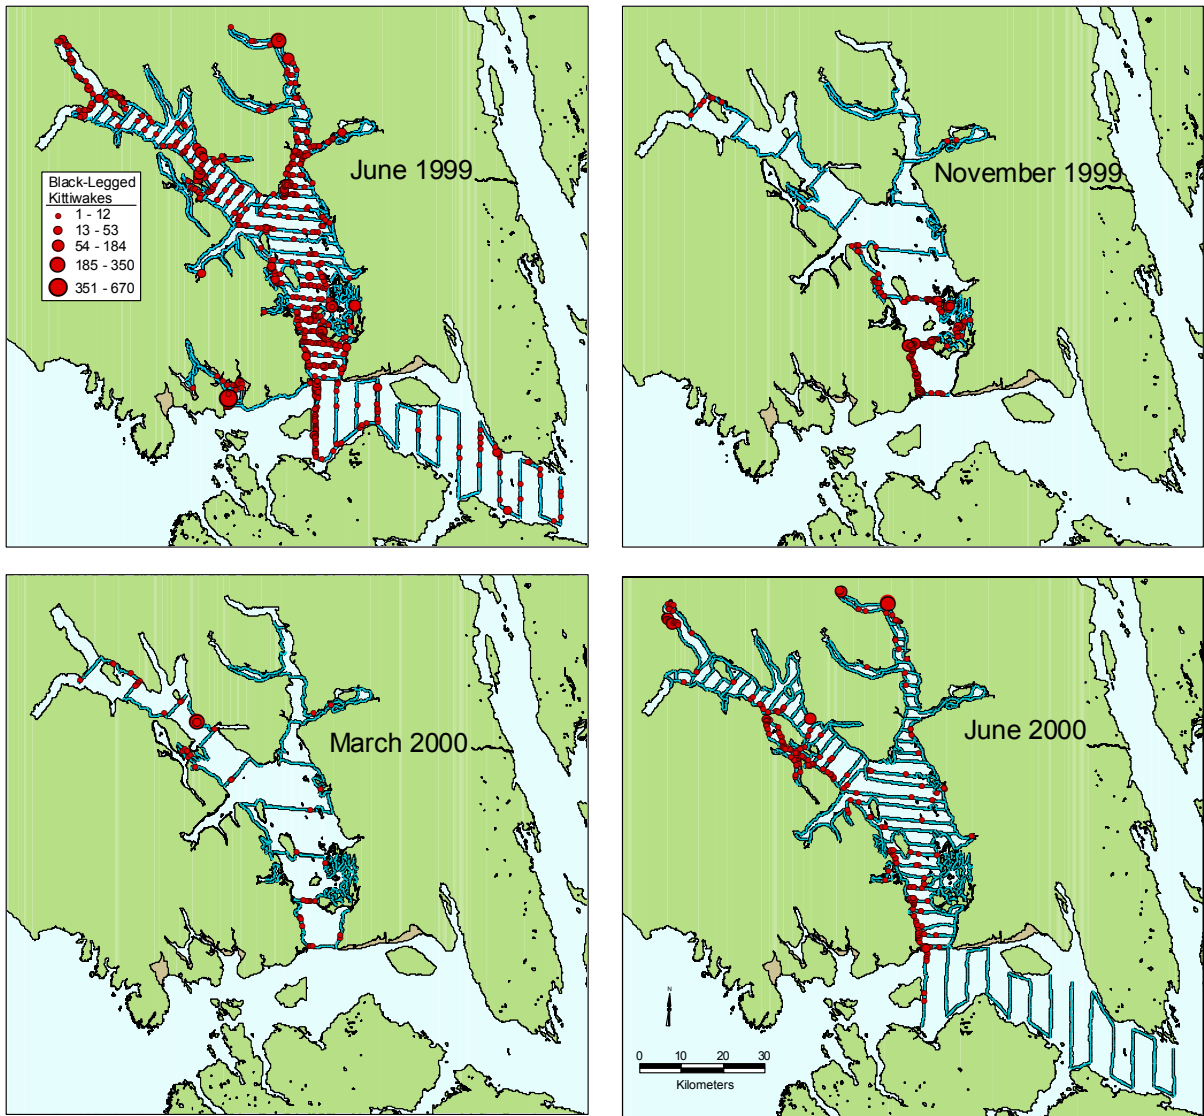 June 1999
Black-Legged
Kittiwakes
1 - 12
13 - 53
54 - 184
185 - 350
351 - 670
November 1999
March 2000
June 2000
N
0 10 20 30
Kilometers